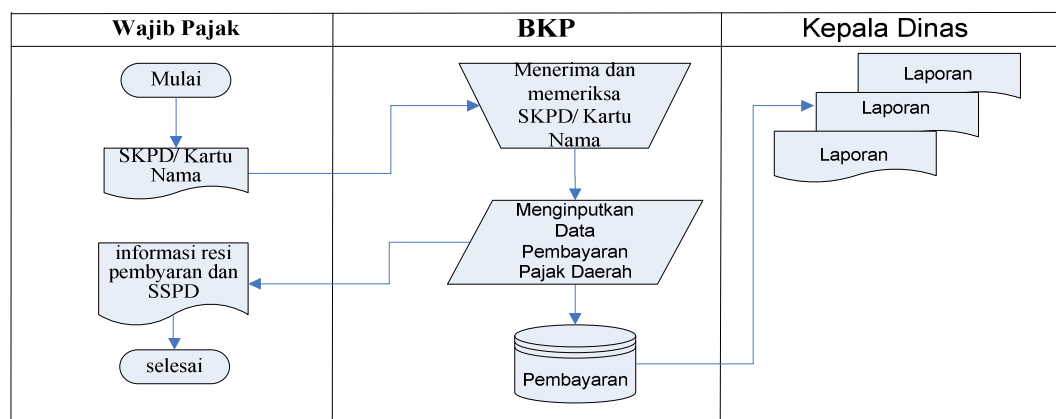 Wajib Pajak
BKP
Kepala Dinas
Mulai
SKPD/ Kartu
Nama
informasi resi
pembyaran dan
SSPD
selesai
Menerima dan
memeriksa
SKPD/ Kartu
Nama
Menginputkan
Data
Pembayaran
Pajak Daerah
Pembayaran
Laporan
Laporan
Laporan